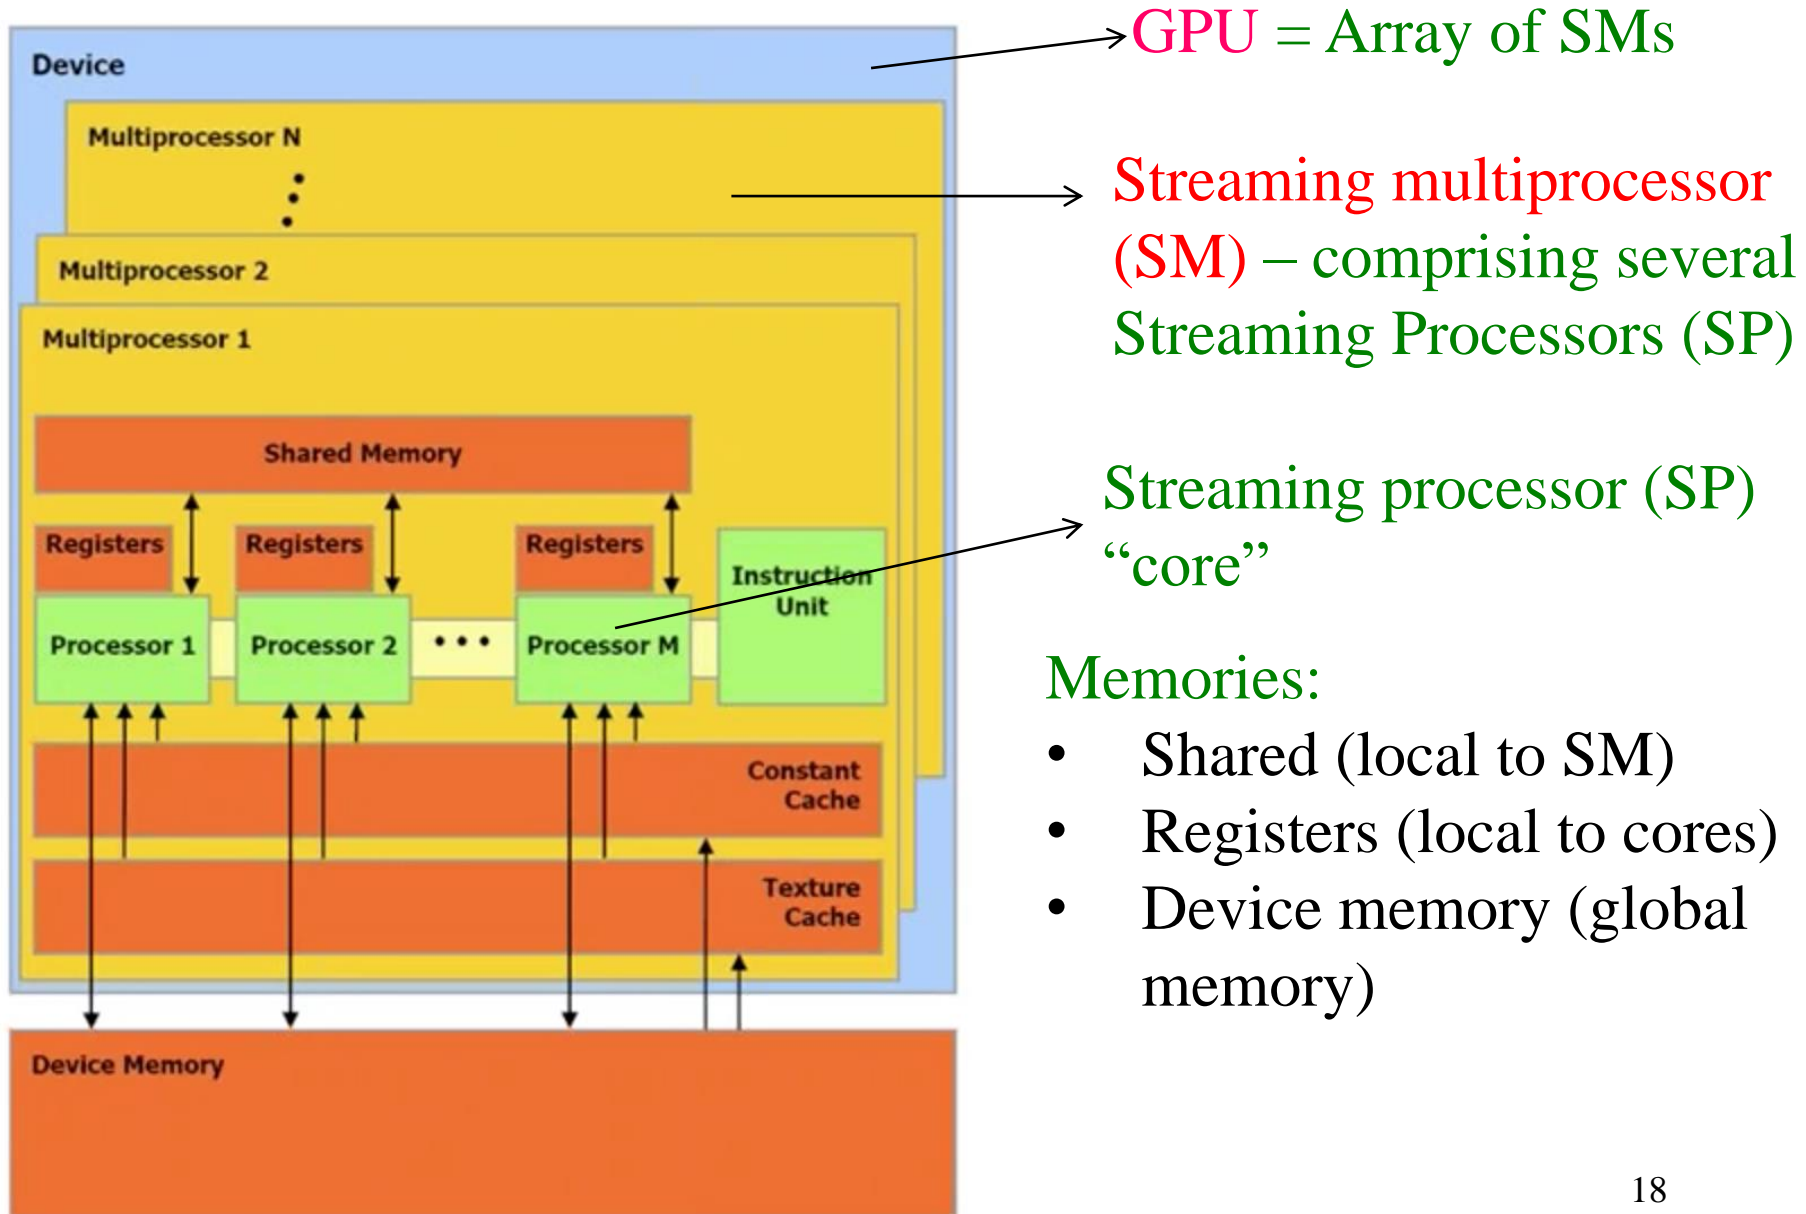 Device
Multiprocessor N
Multiprocessor 2
Multiprocessor 1
Shared Memory
Registers
Registers
Registers
Instruction
Unit
Processor 1
Processor 2
Processor M
Constant
Cache
Texture
Cache
Device Memory
GPU = Array of SMs
Streaming multiprocessor
(SM) – comprising several
Streaming Processors (SP)
Streaming processor (SP)
“core”
Memories:
• Shared (local to SM)
• Registers (local to cores)
• Device memory (global
memory)
18